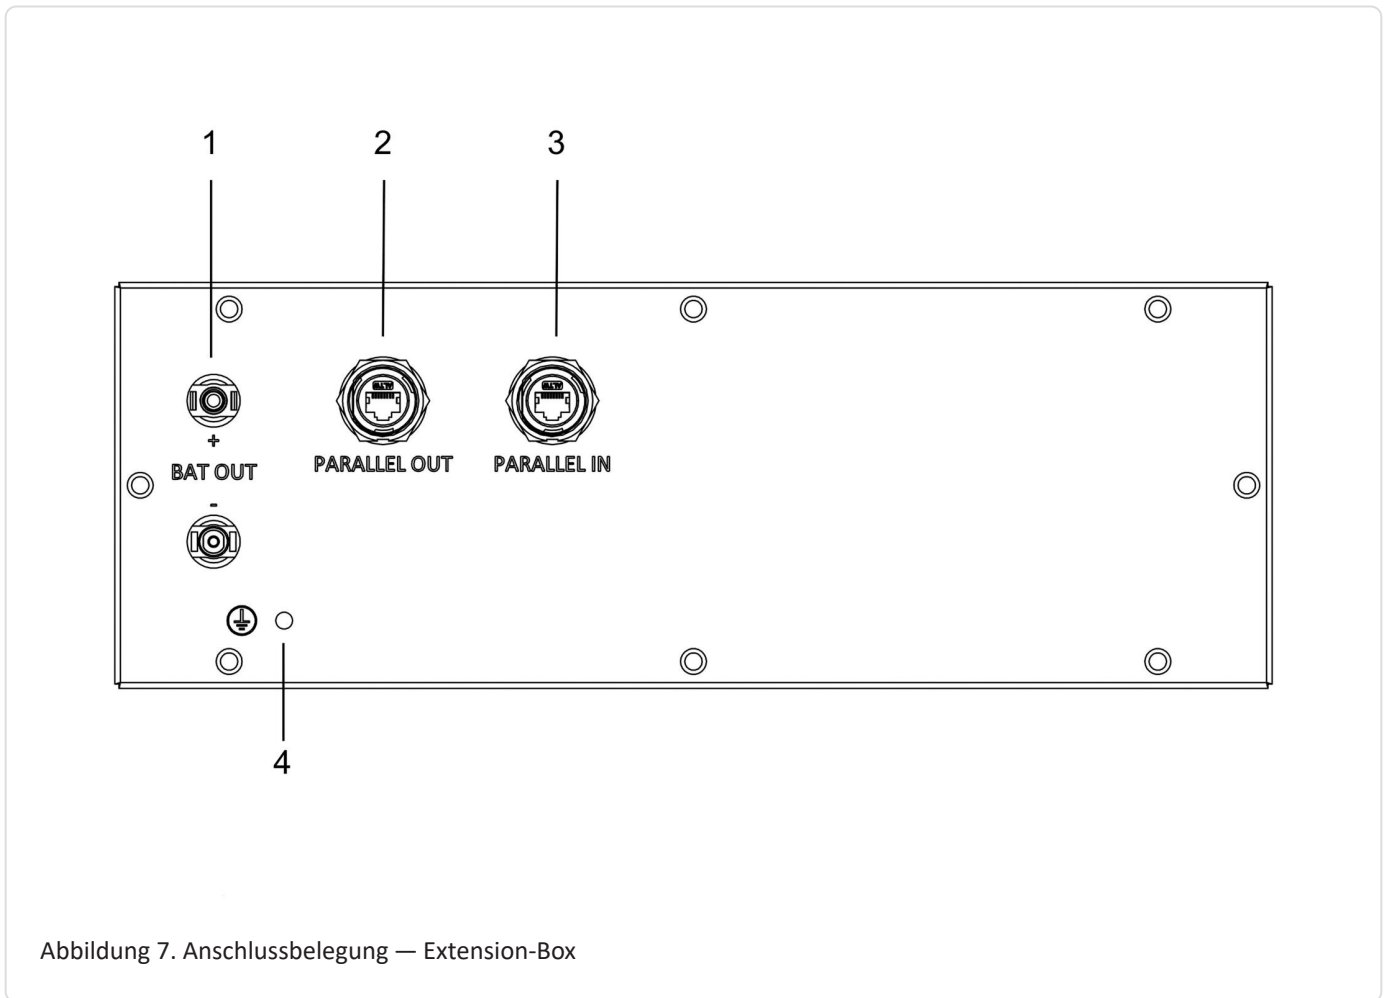 1 2 3
+
BAT OUT PARALLEL OUT PARALLEL IN
-
4
Abbildung 7. Anschlussbelegung — Extension-Box